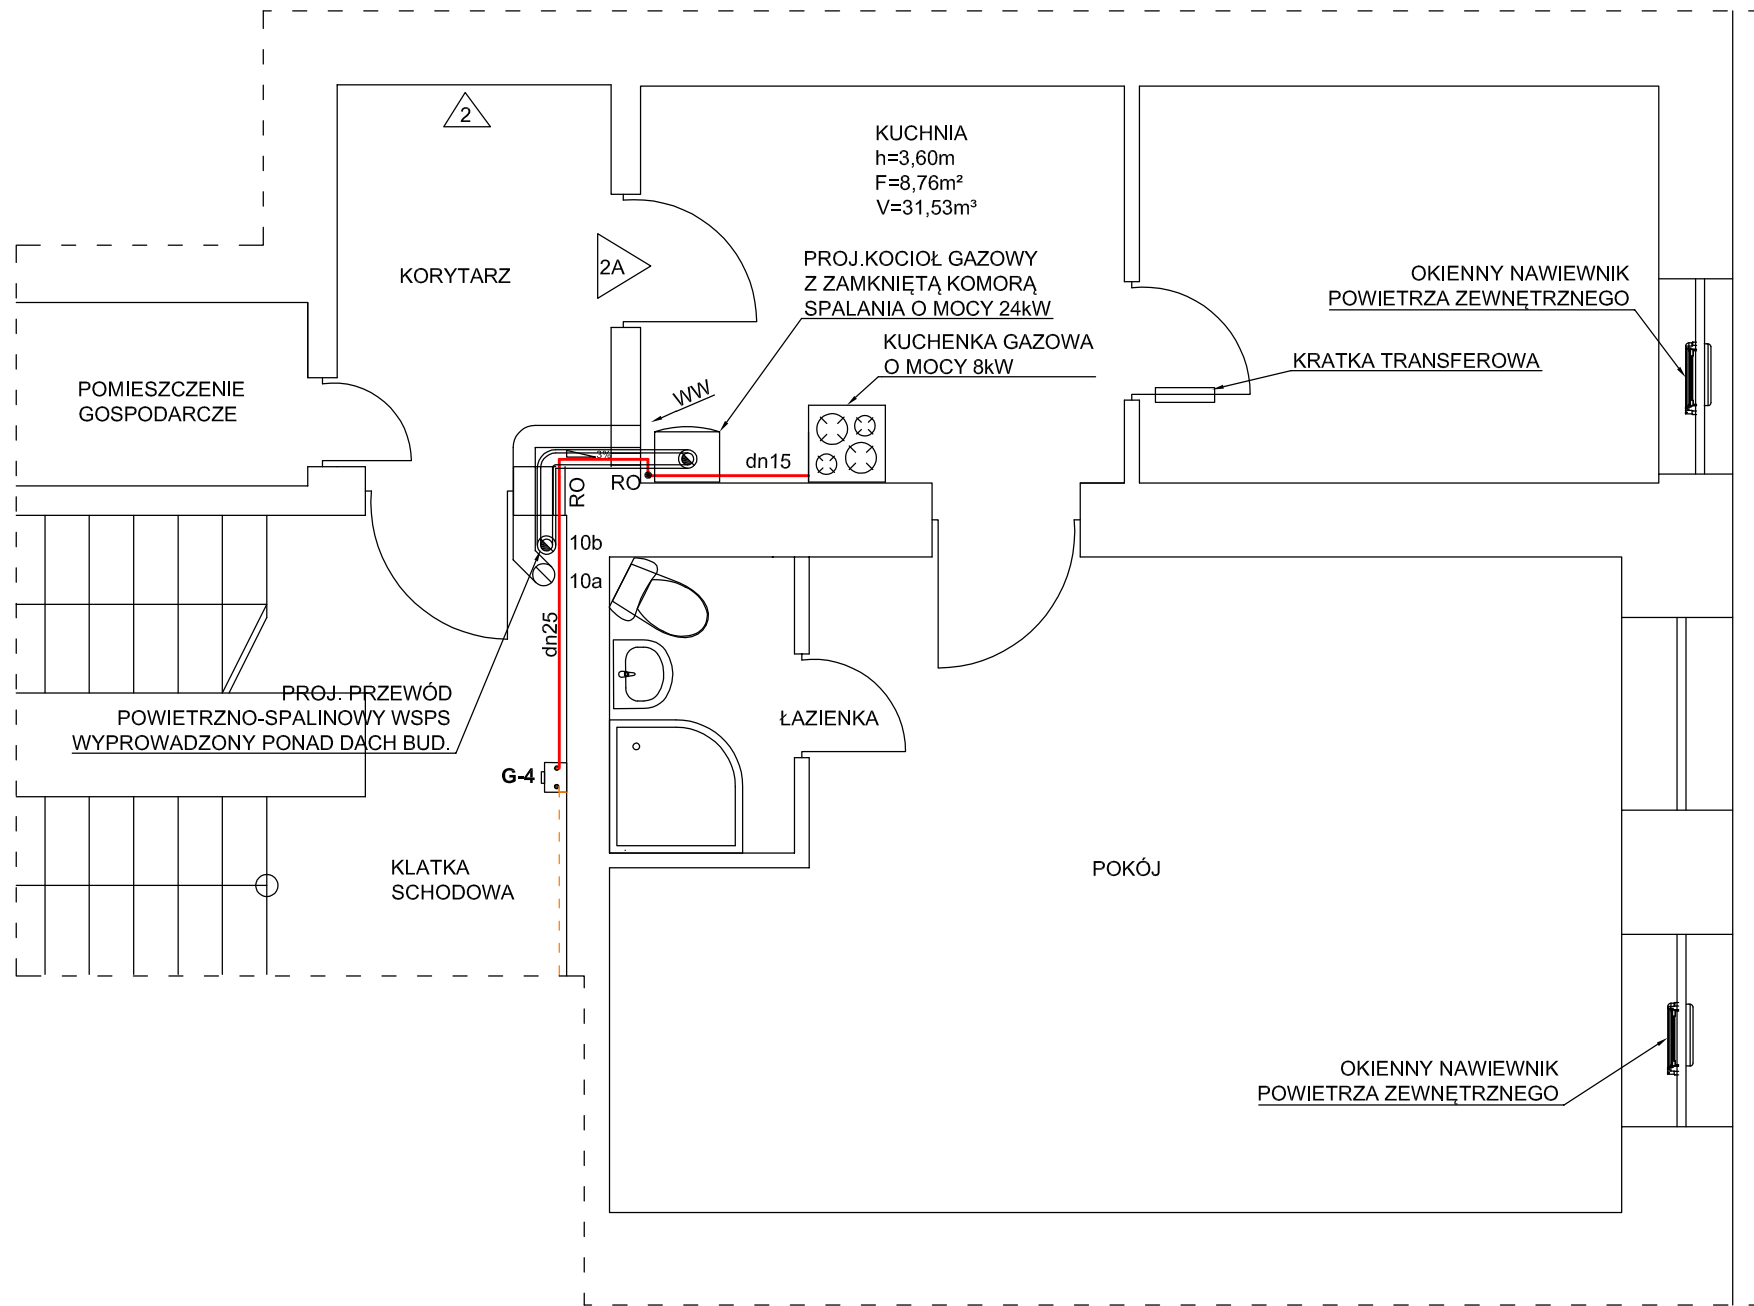 2
KUCHNIA
h=3,60m
F=8,76m²
V=31,53m³
2A
KORYTARZ
PROJ.KOCIOŁ GAZOWY
Z ZAMKNIĘTĄ KOMORĄ
SPALANIA O MOCY 24kW
OKIENNY NAWIEWNIK
POWIETRZA ZEWNĘTRZNEGO
KUCHENKA GAZOWA
O MOCY 8kW
KRATKA TRANSFEROWA
POMIESZCZENIE
GOSPODARCZE
WW
3%
dn15
RO
RO
10b
10a
dn25
PROJ. PRZEWÓD
POWIETRZNO-SPALINOWY WSPS
WYPROWADZONY PONAD DACH BUD.
ŁAZIENKA
G-4
KLATKA
SCHODOWA
POKÓJ
OKIENNY NAWIEWNIK
POWIETRZA ZEWNĘTRZNEGO